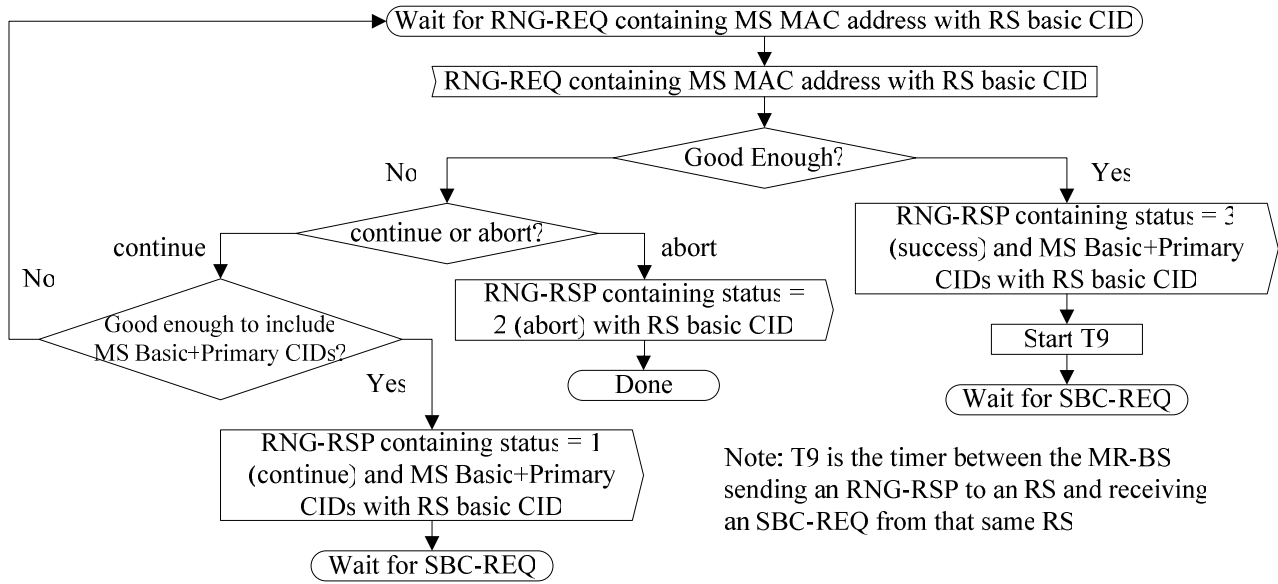 Wait for RNG-REQ containing MS MAC address with RS basic CID
RNG-REQ containing MS MAC address with RS basic CID
Good Enough?
No
Yes
continue or abort?
RNG-RSP containing status = 3
(success) and MS Basic+Primary
CIDs with RS basic CID
continue
abort
No
RNG-RSP containing status =
2 (abort) with RS basic CID
Good enough to include
MS Basic+Primary CIDs?
Start T9
Yes
Done
Wait for SBC-REQ
RNG-RSP containing status = 1
(continue) and MS Basic+Primary
CIDs with RS basic CID
Note: T9 is the timer between the MR-BS
sending an RNG-RSP to an RS and receiving
an SBC-REQ from that same RS
Wait for SBC-REQ